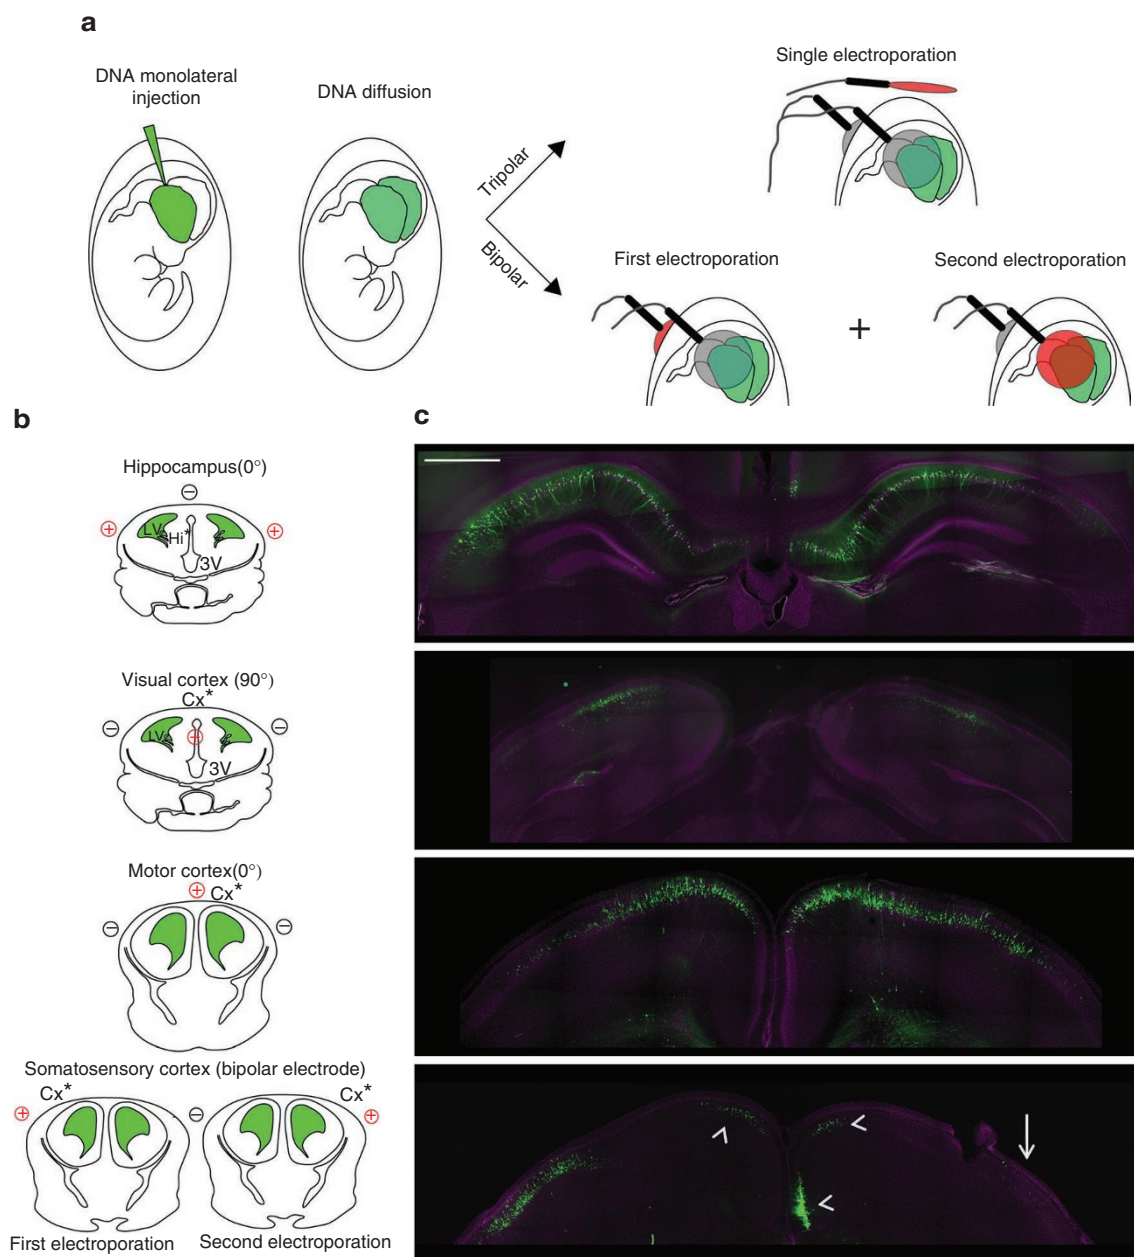 a
DNA monolateral
injection
DNA diffusion
Tripolar
Bipolar
Single electroporation
First electroporation
+
Second electroporation
b
c
Hippocampus(0°)
−
+
+
LV
Hi*
3V
Visual cortex (90°)
Cx*
−
−
LV
+
3V
Motor cortex(0°)
+
Cx*
−
−
Somatosensory cortex (bipolar electrode)
Cx*
Cx*
+
−
+
First electroporation
Second electroporation